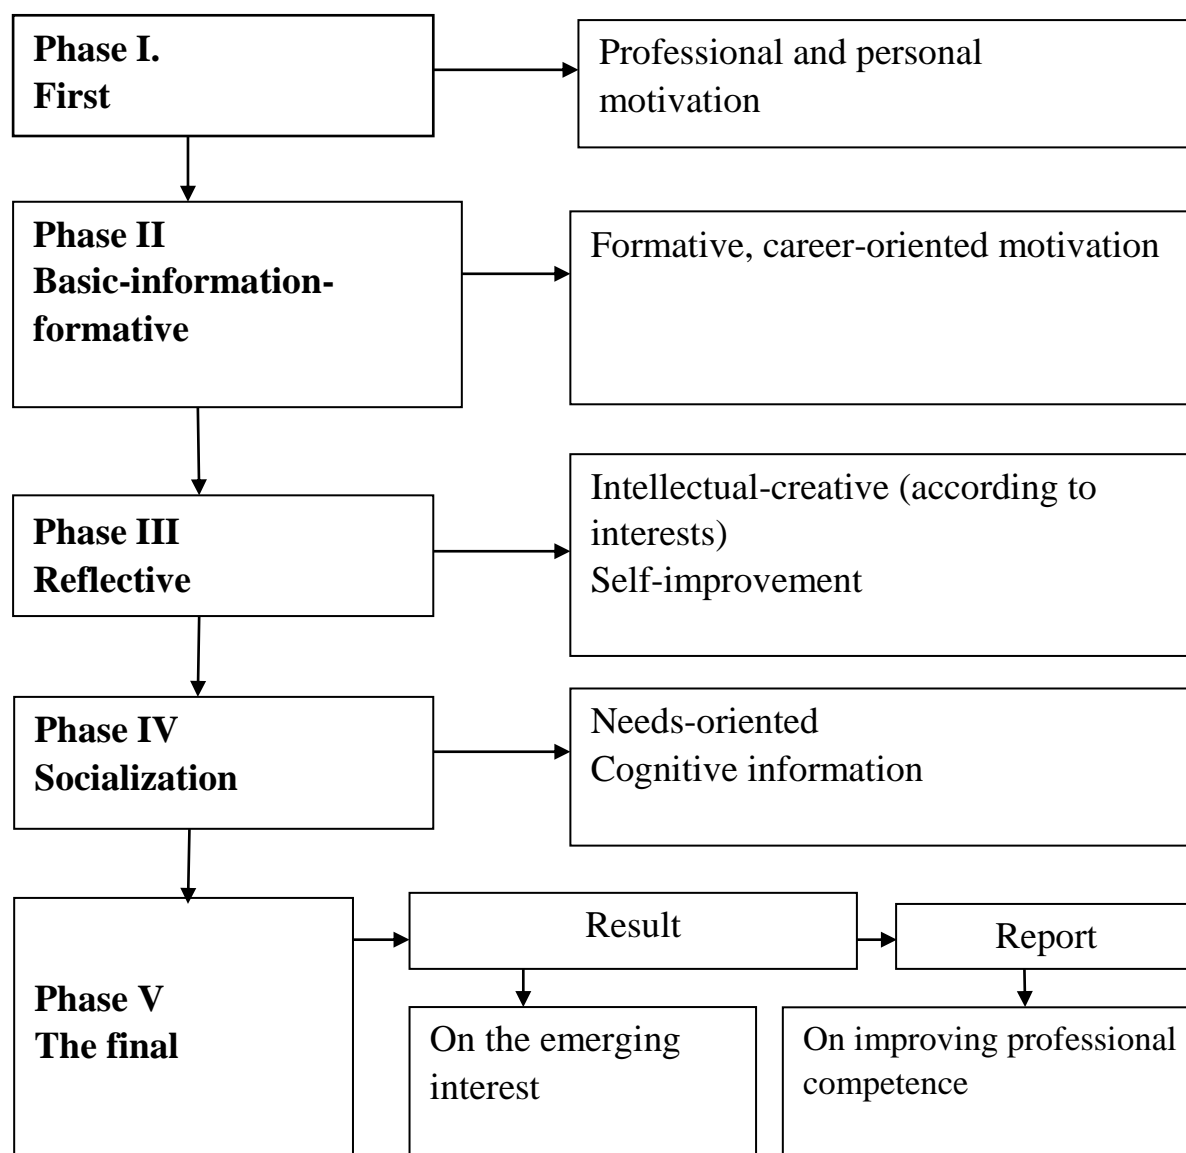 Phase I.
First
Professional and personal
motivation
Phase II
Basic-information-
formative
Formative, career-oriented motivation
Phase III
Reflective
Intellectual-creative (according to
interests)
Self-improvement
Phase IV
Socialization
Needs-oriented
Cognitive information
Phase V
The final
Result
Report
On the emerging
interest
On improving professional
competence